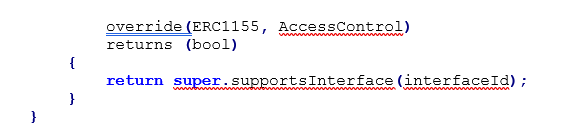 override(ERC1155, AccessControl)
returns (bool)
{
return super.supportsInterface(interfaceId);
}
}